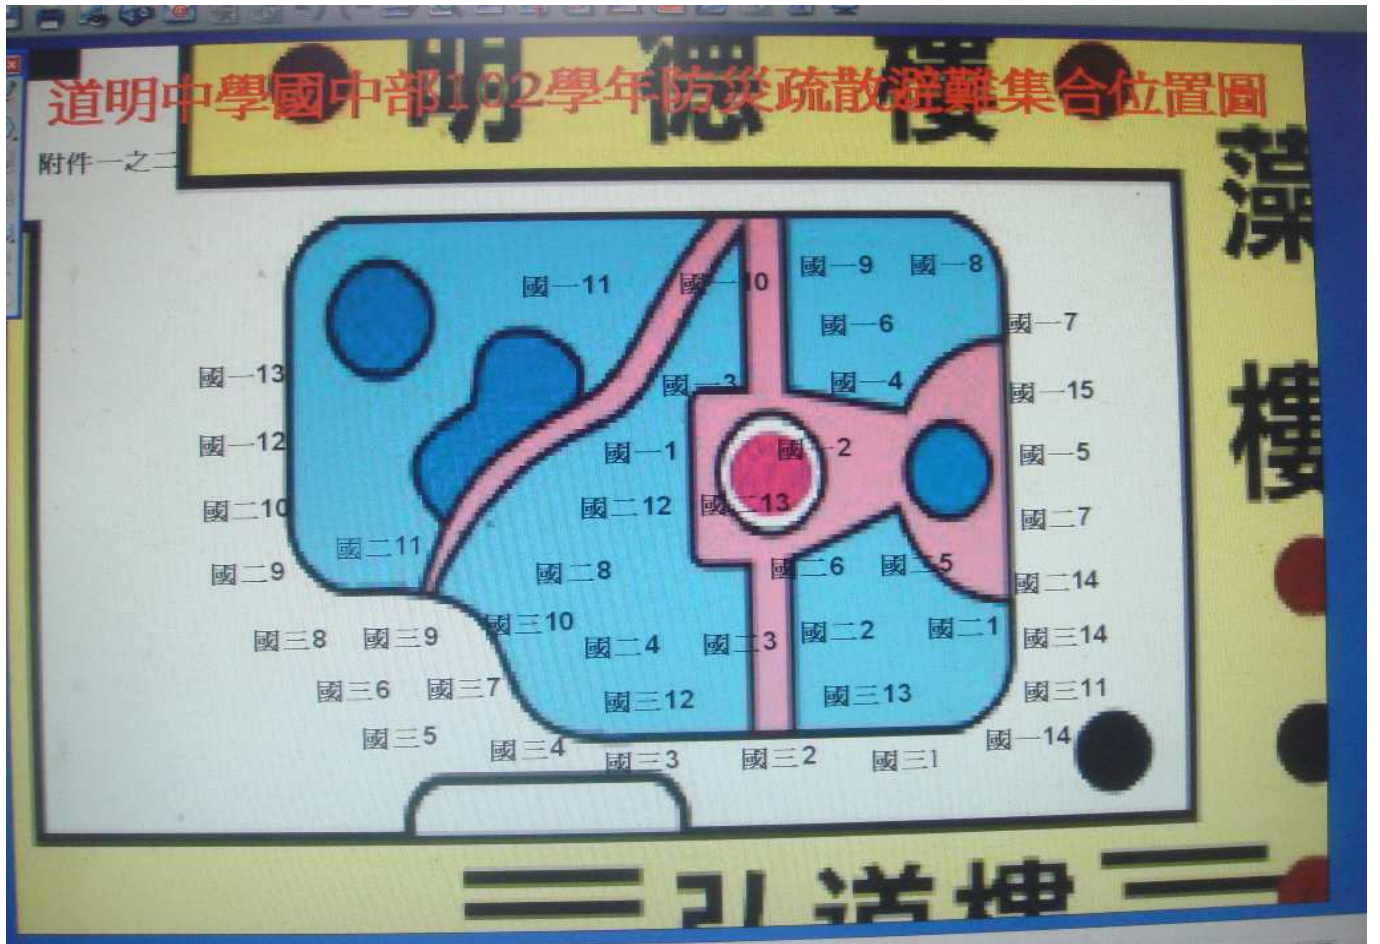 明德樓
道明中學國中部102學年防災疏散避難集合位置圖
附件一之二
藻樓
國一11
國一10
國一9
國一8
國一6
國一7
國一13
國一3
國一4
國一15
國一12
國一1
國一2
國一5
國二10
國二12
國二13
國二7
國二11
國二9
國二8
國二6
國二5
國二14
國三8
國三9
國三10
國二4
國二3
國二2
國二1
國三14
國三6
國三7
國三12
國三13
國三11
國三5
國三4
國三3
國三2
國三1
國一14
弘道樓